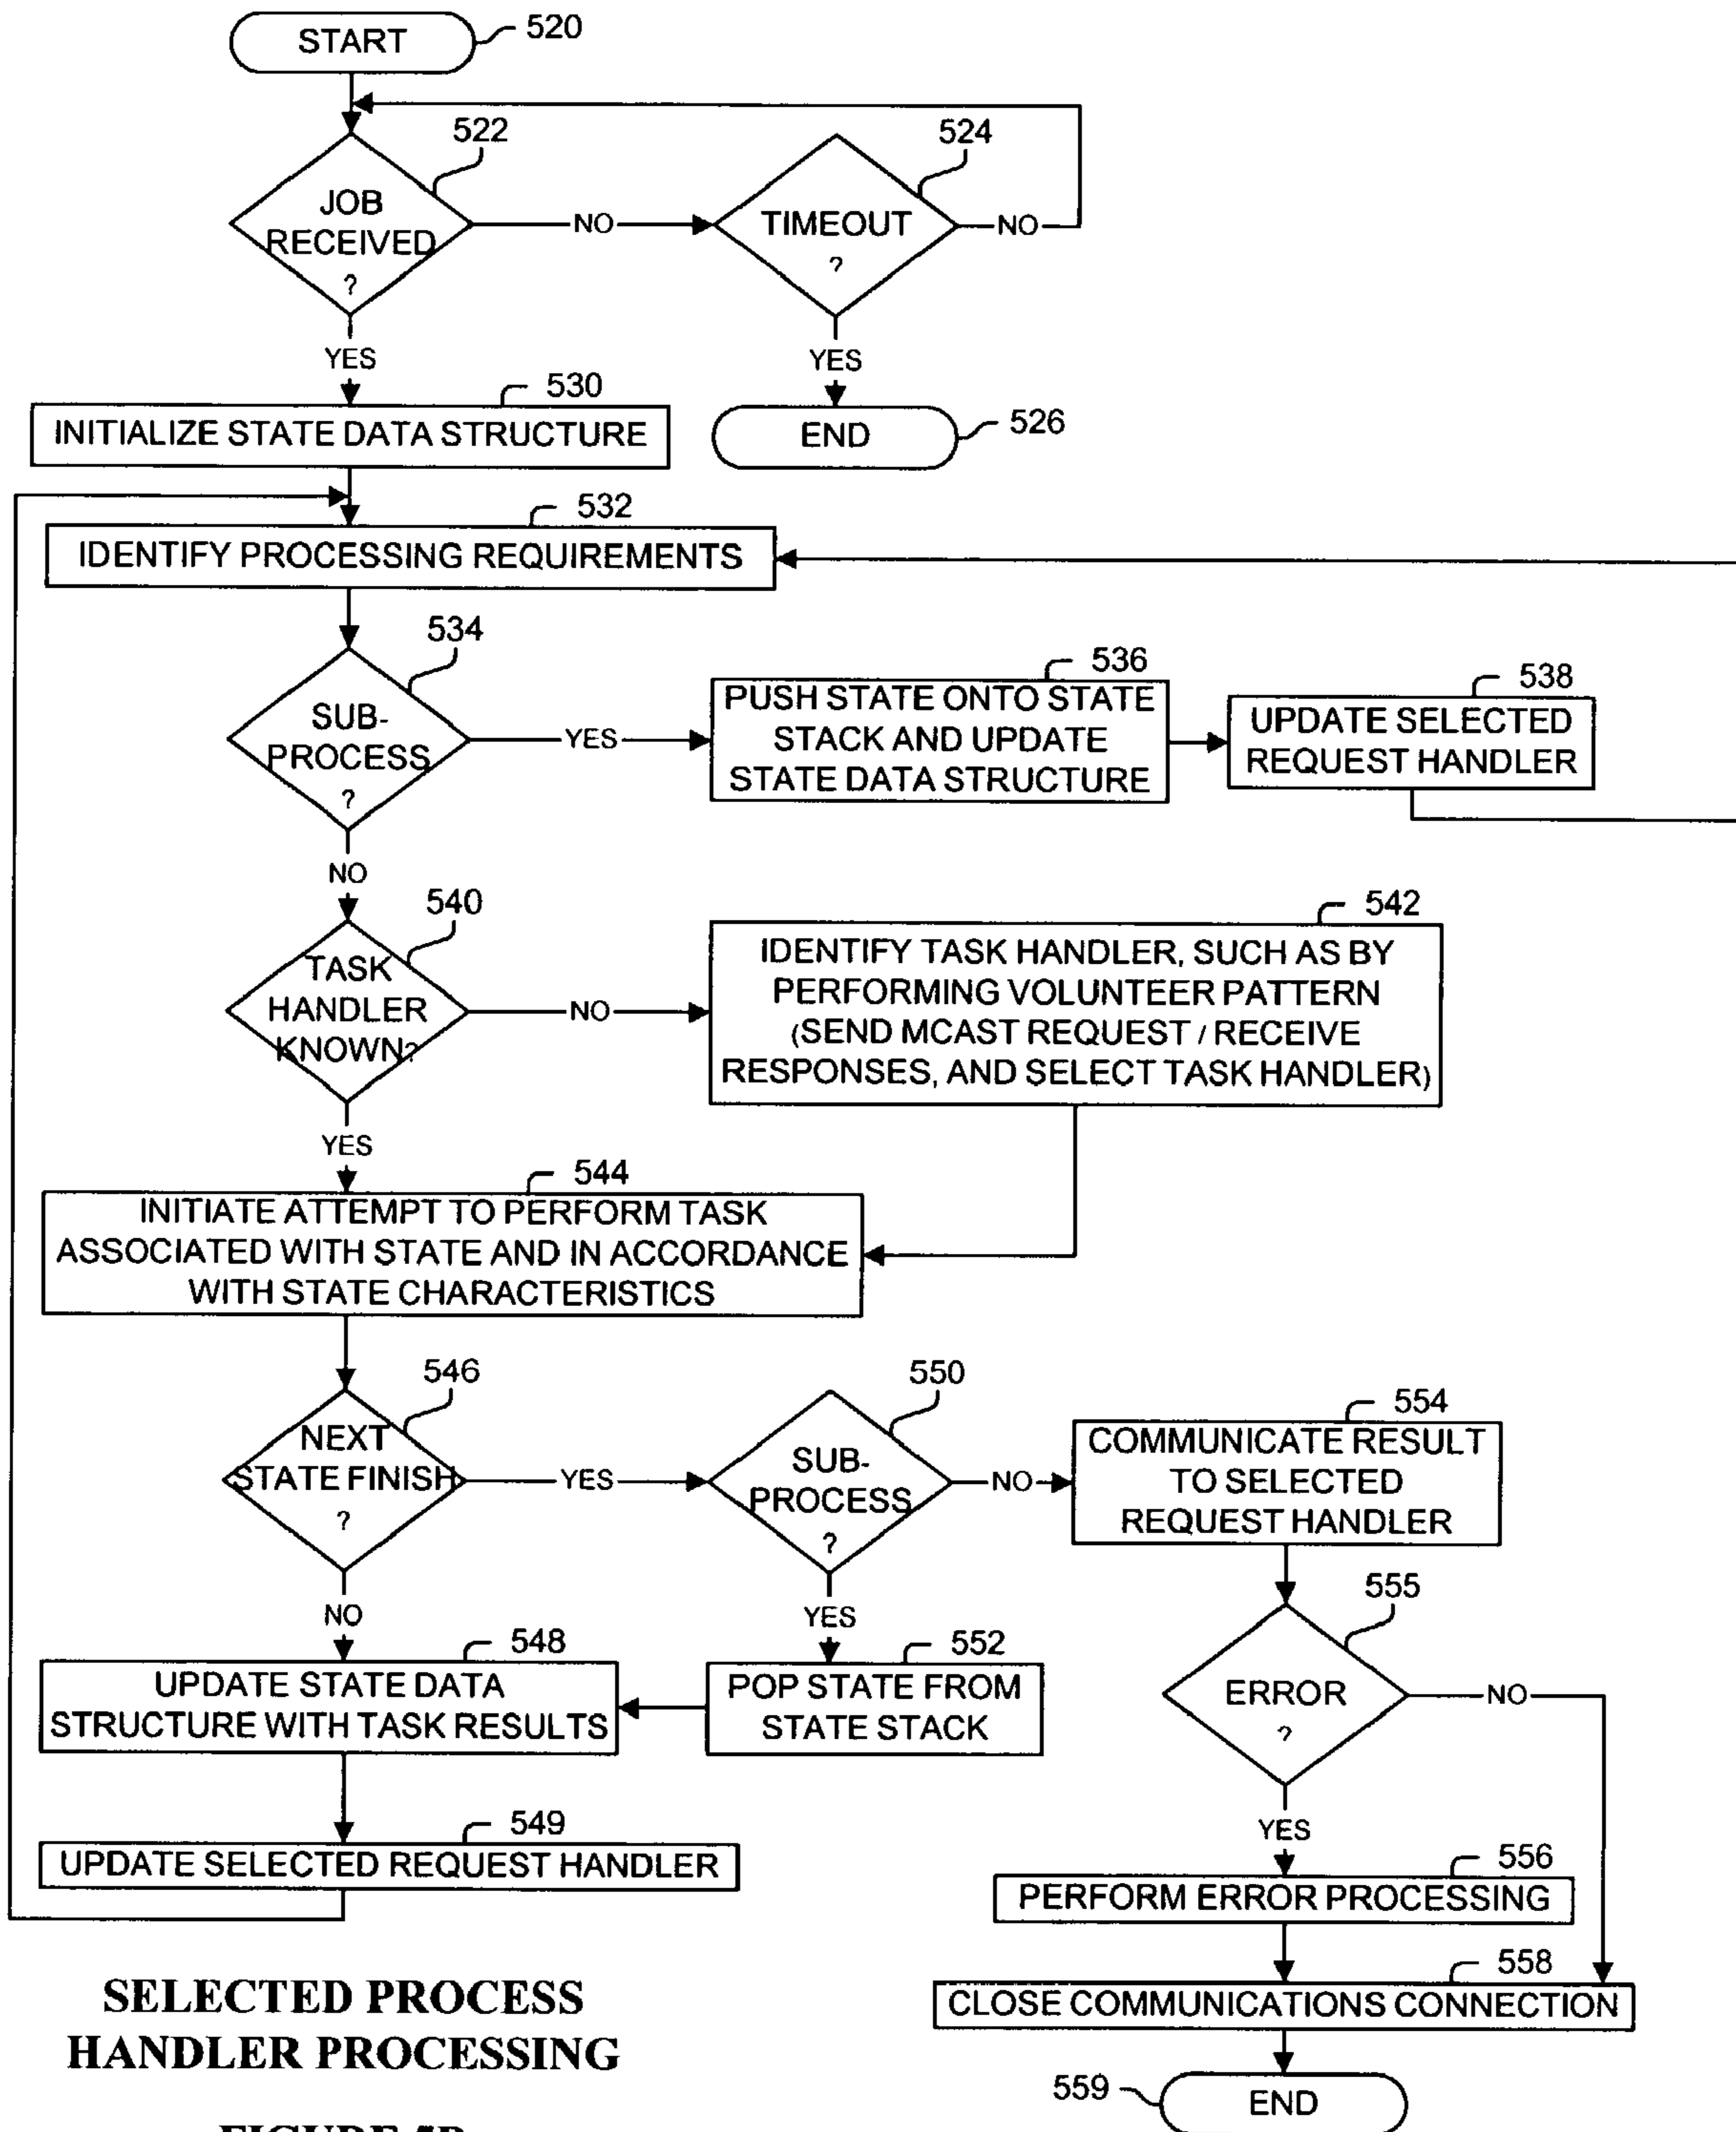 START
520
522
524
JOB
RECEIVED
?
NO
TIMEOUT
?
NO
YES
YES
530
INITIALIZE STATE DATA STRUCTURE
END
526
532
IDENTIFY PROCESSING REQUIREMENTS
534
SUB-
PROCESS
?
YES
536
PUSH STATE ONTO STATE
STACK AND UPDATE
STATE DATA STRUCTURE
538
UPDATE SELECTED
REQUEST HANDLER
NO
540
TASK
HANDLER
KNOWN?
NO
542
IDENTIFY TASK HANDLER, SUCH AS BY
PERFORMING VOLUNTEER PATTERN
(SEND MCAST REQUEST / RECEIVE
RESPONSES, AND SELECT TASK HANDLER)
YES
544
INITIATE ATTEMPT TO PERFORM TASK
ASSOCIATED WITH STATE AND IN ACCORDANCE
WITH STATE CHARACTERISTICS
546
NEXT
STATE FINISH
?
YES
550
SUB-
PROCESS
?
NO
554
COMMUNICATE RESULT
TO SELECTED
REQUEST HANDLER
NO
YES
555
ERROR
?
NO
548
UPDATE STATE DATA
STRUCTURE WITH TASK RESULTS
552
POP STATE FROM
STATE STACK
YES
549
UPDATE SELECTED REQUEST HANDLER
556
PERFORM ERROR PROCESSING
558
CLOSE COMMUNICATIONS CONNECTION
559
END
SELECTED PROCESS
HANDLER PROCESSING